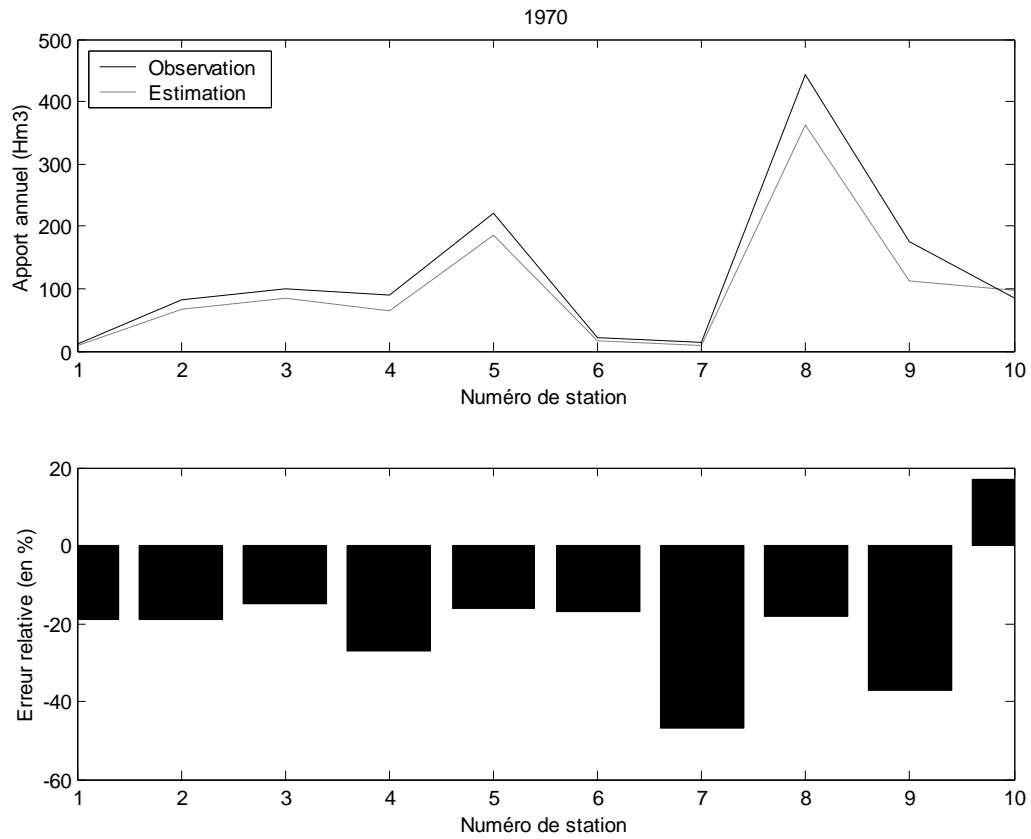 1970
500
400
300
200
100
0
Apport annuel (Hm3)
Observation
Estimation
1 2 3 4 5 6 7 8 9 10
Numéro de station
20
0
-20
-40
-60
Erreur relative (en %)
1 2 3 4 5 6 7 8 9 10
Numéro de station